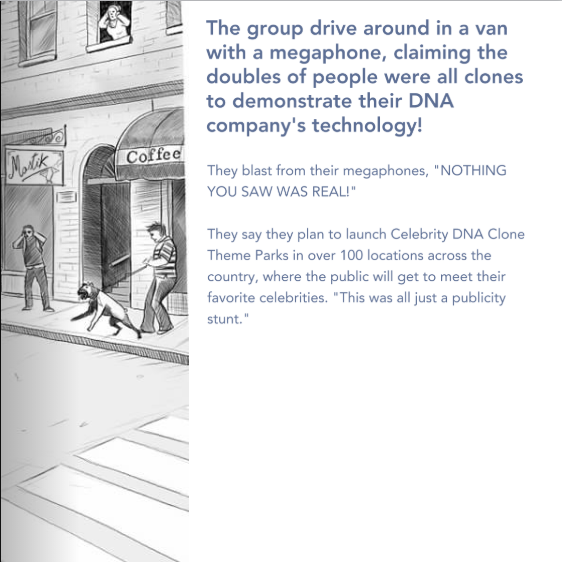 The group drive around in a van
with a megaphone, claiming the
doubles of people were all clones
to demonstrate their DNA
company's technology!
They blast from their megaphones, "NOTHING
YOU SAW WAS REAL!"
They say they plan to launch Celebrity DNA Clone
Theme Parks in over 100 locations across the
country, where the public will get to meet their
favorite celebrities. "This was all just a publicity
stunt."
Coffee
Mastik